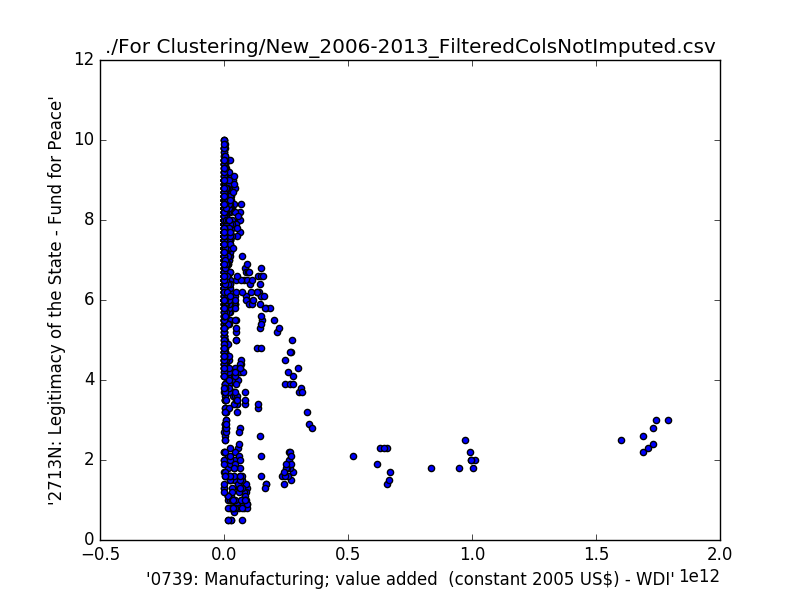 ./For Clustering/New_2006-2013_FilteredColsNotImputed.csv
'2713N: Legitimacy of the State - Fund for Peace'
12
10
8
6
4
2
0
−0.5 0.0 0.5 1.0 1.5 2.0
'0739: Manufacturing; value added  (constant 2005 US$) - WDI' 1e12